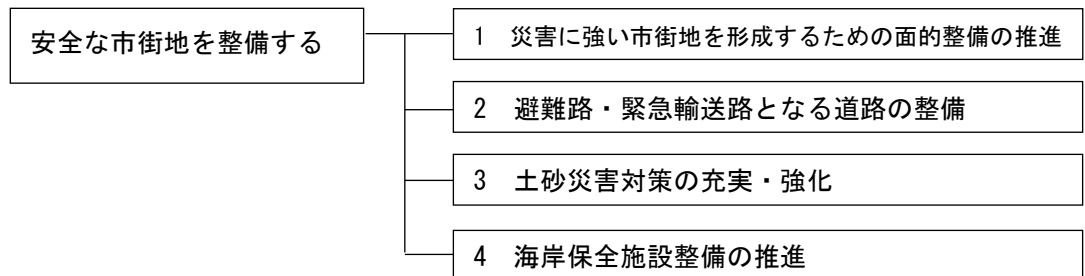 安全な市街地を整備する
1　災害に強い市街地を形成するための面的整備の推進
2　避難路・緊急輸送路となる道路の整備
3　土砂災害対策の充実・強化
4　海岸保全施設整備の推進